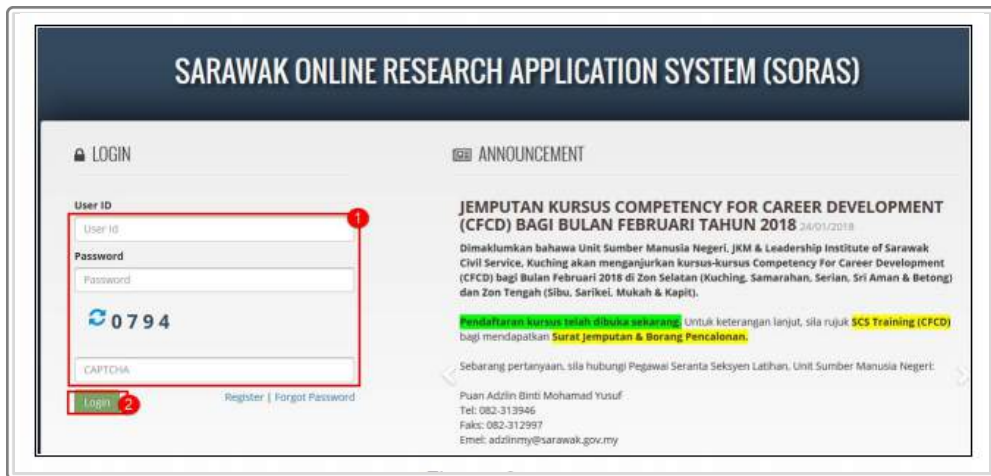 SARAWAK ONLINE RESEARCH APPLICATION SYSTEM (SORAS)
LOGIN
User ID
1
User Id
Password
Password
0794
CAPTCHA
Login
2
Register | Forgot Password
ANNOUNCEMENT
JEMPUTAN KURSUS COMPETENCY FOR CAREER DEVELOPMENT
(CFCD) BAGI BULAN FEBRUARI TAHUN 2018 24/01/2018
Dimaklumkan bahawa Unit Sumber Manusia Negeri, JKM & Leadership Institute of Sarawak
Civil Service, Kuching akan menganjurkan kursus-kursus Competency For Career Development
(CFCD) bagi Bulan Februari 2018 di Zon Selatan (Kuching, Samarahan, Serian, Sri Aman & Betong)
dan Zon Tengah (Sibu, Sarikei, Mukah & Kapit).
Pendaftaran kursus telah dibuka sekarang. Untuk keterangan lanjut, sila rujuk SCS Training (CFCD)
bagi mendapatkan Surat Jemputan & Borang Pencalonan.
Sebarang pertanyaan, sila hubungi Pegawai Seranta Seksyen Latihan, Unit Sumber Manusia Negeri:
Puan Adzlin Binti Mohamad Yusuf
Tel: 082-313946
Faks: 082-312997
Emel: adzlinmy@sarawak.gov.my